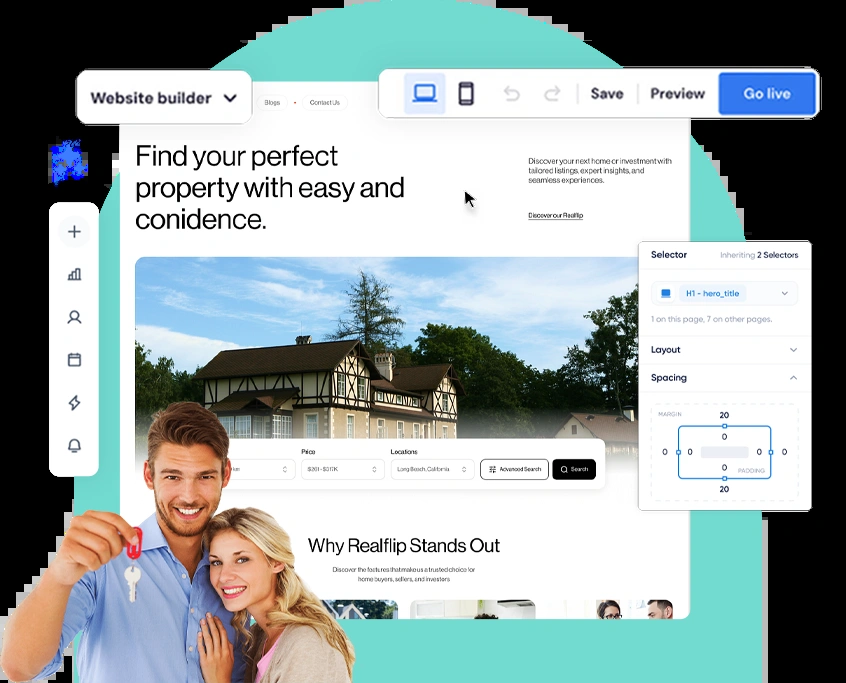 Website builder
Save
Preview
Go live
Blogs
Contact Us
Find your perfect
property with easy and
conidence.
Discover your next home or investment with
tailored listings, expert insights, and
seamless experiences.
Discover our Realflip
Selector
Inheriting 2 Selectors
H1 - hero_title
1 on this page, 7 on other pages.
Layout
Spacing
MARGIN
20
0
0 0 0 0
0
PADDING
20
Price
Locations
Long Beach, California
Advanced Search
Search
Why Realflip Stands Out
Discover the features that make us a trusted choice for
home buyers, sellers, and investors